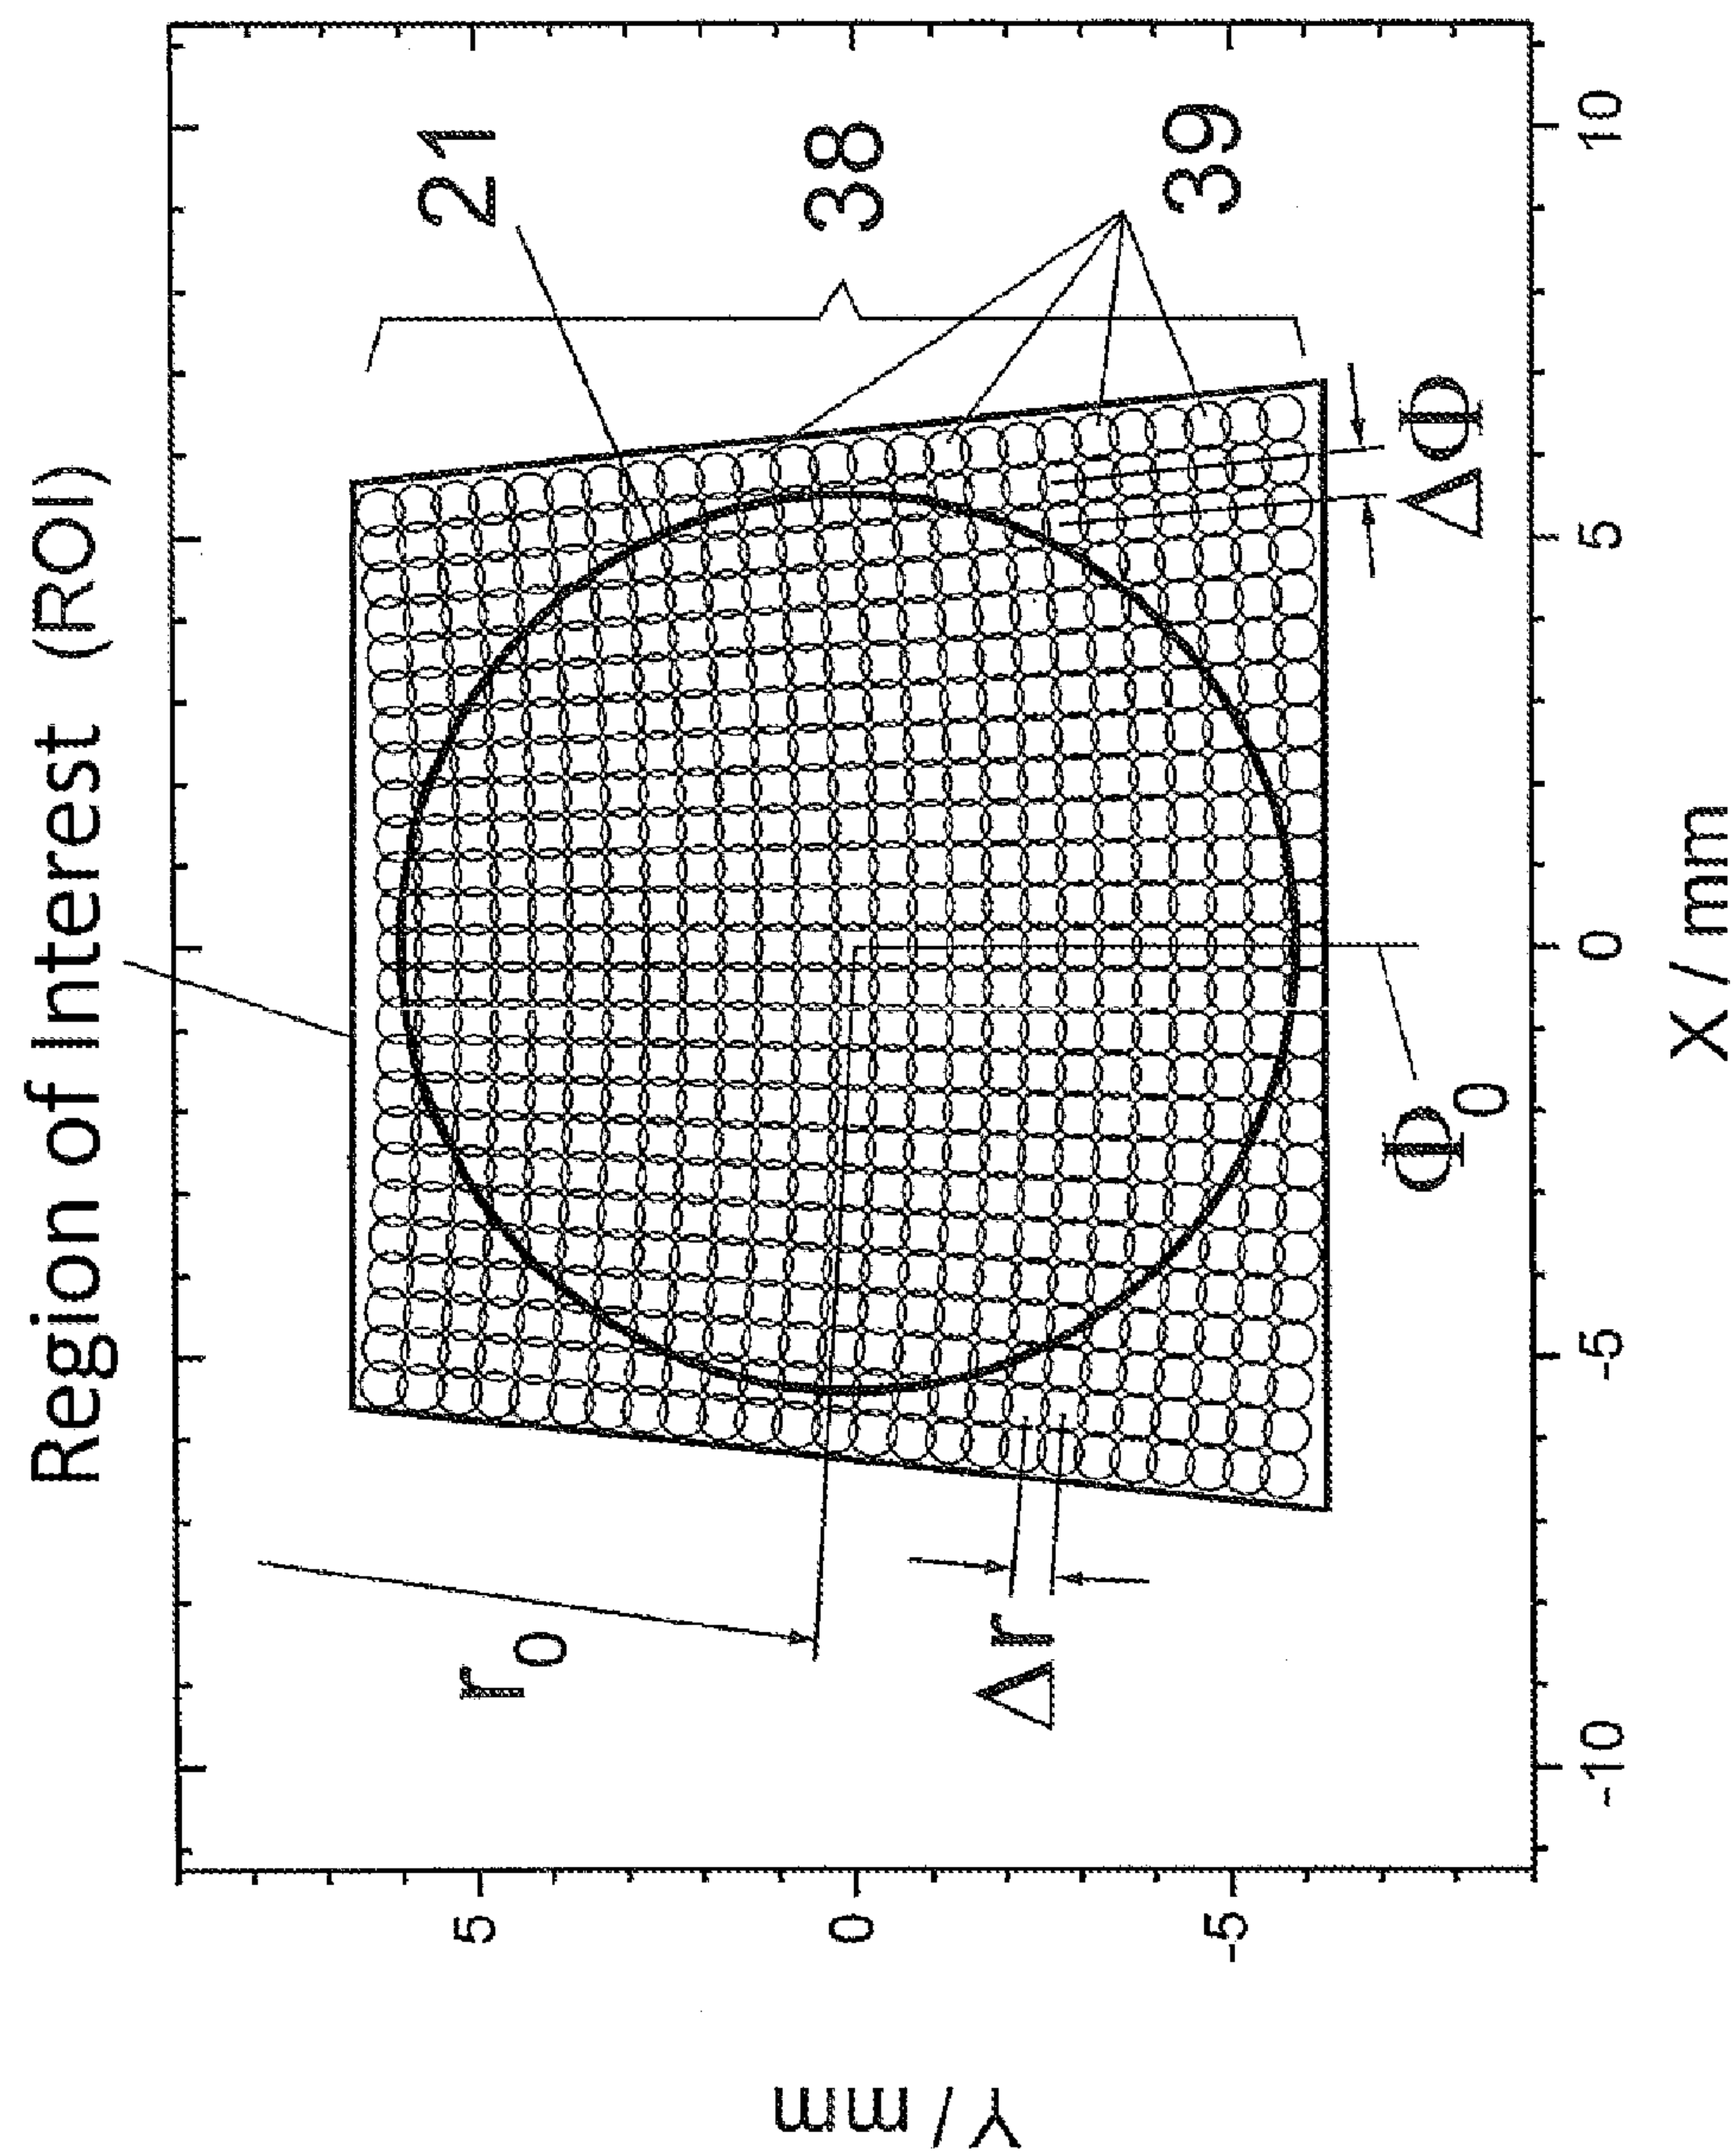 Region of Interest (ROI)
21
38
39
r0
Δr
ΔΦ
Φ0
5
0
-5
-10
-5
0
5
10
X / mm
Y / mm